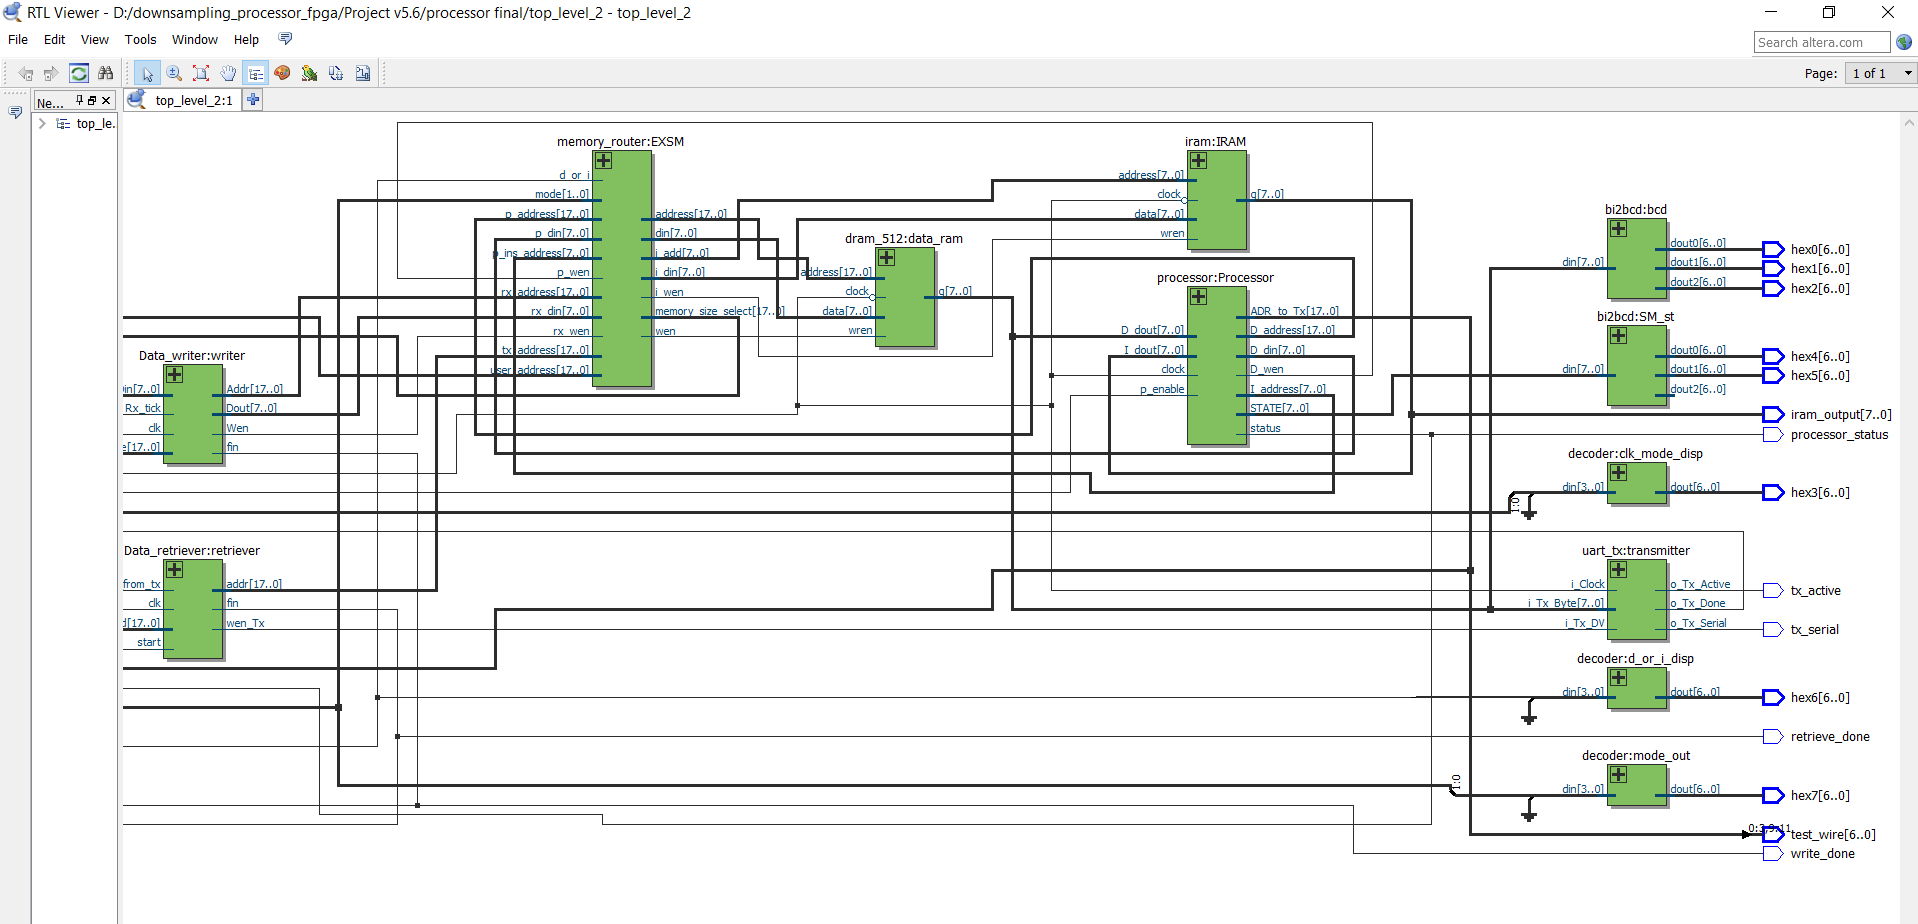 RTL Viewer - D:/downsampling_processor_fpga/Project v5.6/processor final/top_level_2 - top_level_2
File Edit View Tools Window Help
Search altera.com
Page: 1 of 1
Ne...
top_level_2:1
top_le.
memory_router:EXSM
d_or_i
mode[1..0]
p_address[17..0]
p_din[7..0]
p_ins_address[7..0]
p_wen
rx_address[17..0]
rx_din[7..0]
rx_wen
tx_address[17..0]
user_address[17..0]
address[17..0]
din[7..0]
i_add[7..0]
i_din[7..0]
i_wen
memory_size_select[17..0]
wen
dram_512:data_ram
address[17..0]
clock
data[7..0]
wren
q[7..0]
iram:IRAM
address[7..0]
clock
data[7..0]
wren
q[7..0]
processor:Processor
D_dout[7..0]
I_dout[7..0]
clock
p_enable
ADR_to_Tx[17..0]
D_address[17..0]
D_din[7..0]
D_wen
I_address[7..0]
STATE[7..0]
status
Data_writer:writer
Din[7..0]
Rx_tick
clk
e[17..0]
Addr[17..0]
Dout[7..0]
Wen
fin
Data_retriever:retriever
from_tx
clk
d[17..0]
start
addr[17..0]
fin
wen_Tx
bi2bcd:bcd
din[7..0]
dout0[6..0]
dout1[6..0]
dout2[6..0]
hex0[6..0]
hex1[6..0]
hex2[6..0]
bi2bcd:SM_st
din[7..0]
dout0[6..0]
dout1[6..0]
dout2[6..0]
hex4[6..0]
hex5[6..0]
iram_output[7..0]
processor_status
decoder:clk_mode_disp
1:0
din[3..0]
dout[6..0]
hex3[6..0]
uart_tx:transmitter
i_Clock
i_Tx_Byte[7..0]
i_Tx_DV
o_Tx_Active
o_Tx_Done
o_Tx_Serial
tx_active
tx_serial
decoder:d_or_i_disp
din[3..0]
dout[6..0]
hex6[6..0]
retrieve_done
decoder:mode_out
1:0
din[3..0]
dout[6..0]
hex7[6..0]
test_wire[6..0]
write_done